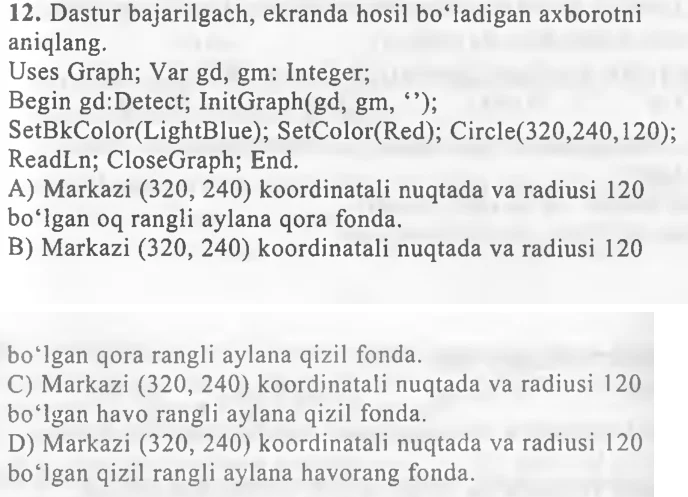 12. Dastur bajarilgach, ekranda hosil bo‘ladigan axborotni
aniqlang.
Uses Graph; Var gd, gm: Integer;
Begin gd:Detect; InitGraph(gd, gm, ‘’);
SetBkColor(LightBlue); SetColor(Red); Circle(320,240,120);
ReadLn; CloseGraph; End.
A) Markazi (320, 240) koordinatali nuqtada va radiusi 120
bo‘lgan oq rangli aylana qora fonda.
B) Markazi (320, 240) koordinatali nuqtada va radiusi 120
bo‘lgan qora rangli aylana qizil fonda.
C) Markazi (320, 240) koordinatali nuqtada va radiusi 120
bo‘lgan havo rangli aylana qizil fonda.
D) Markazi (320, 240) koordinatali nuqtada va radiusi 120
bo‘lgan qizil rangli aylana havorang fonda.